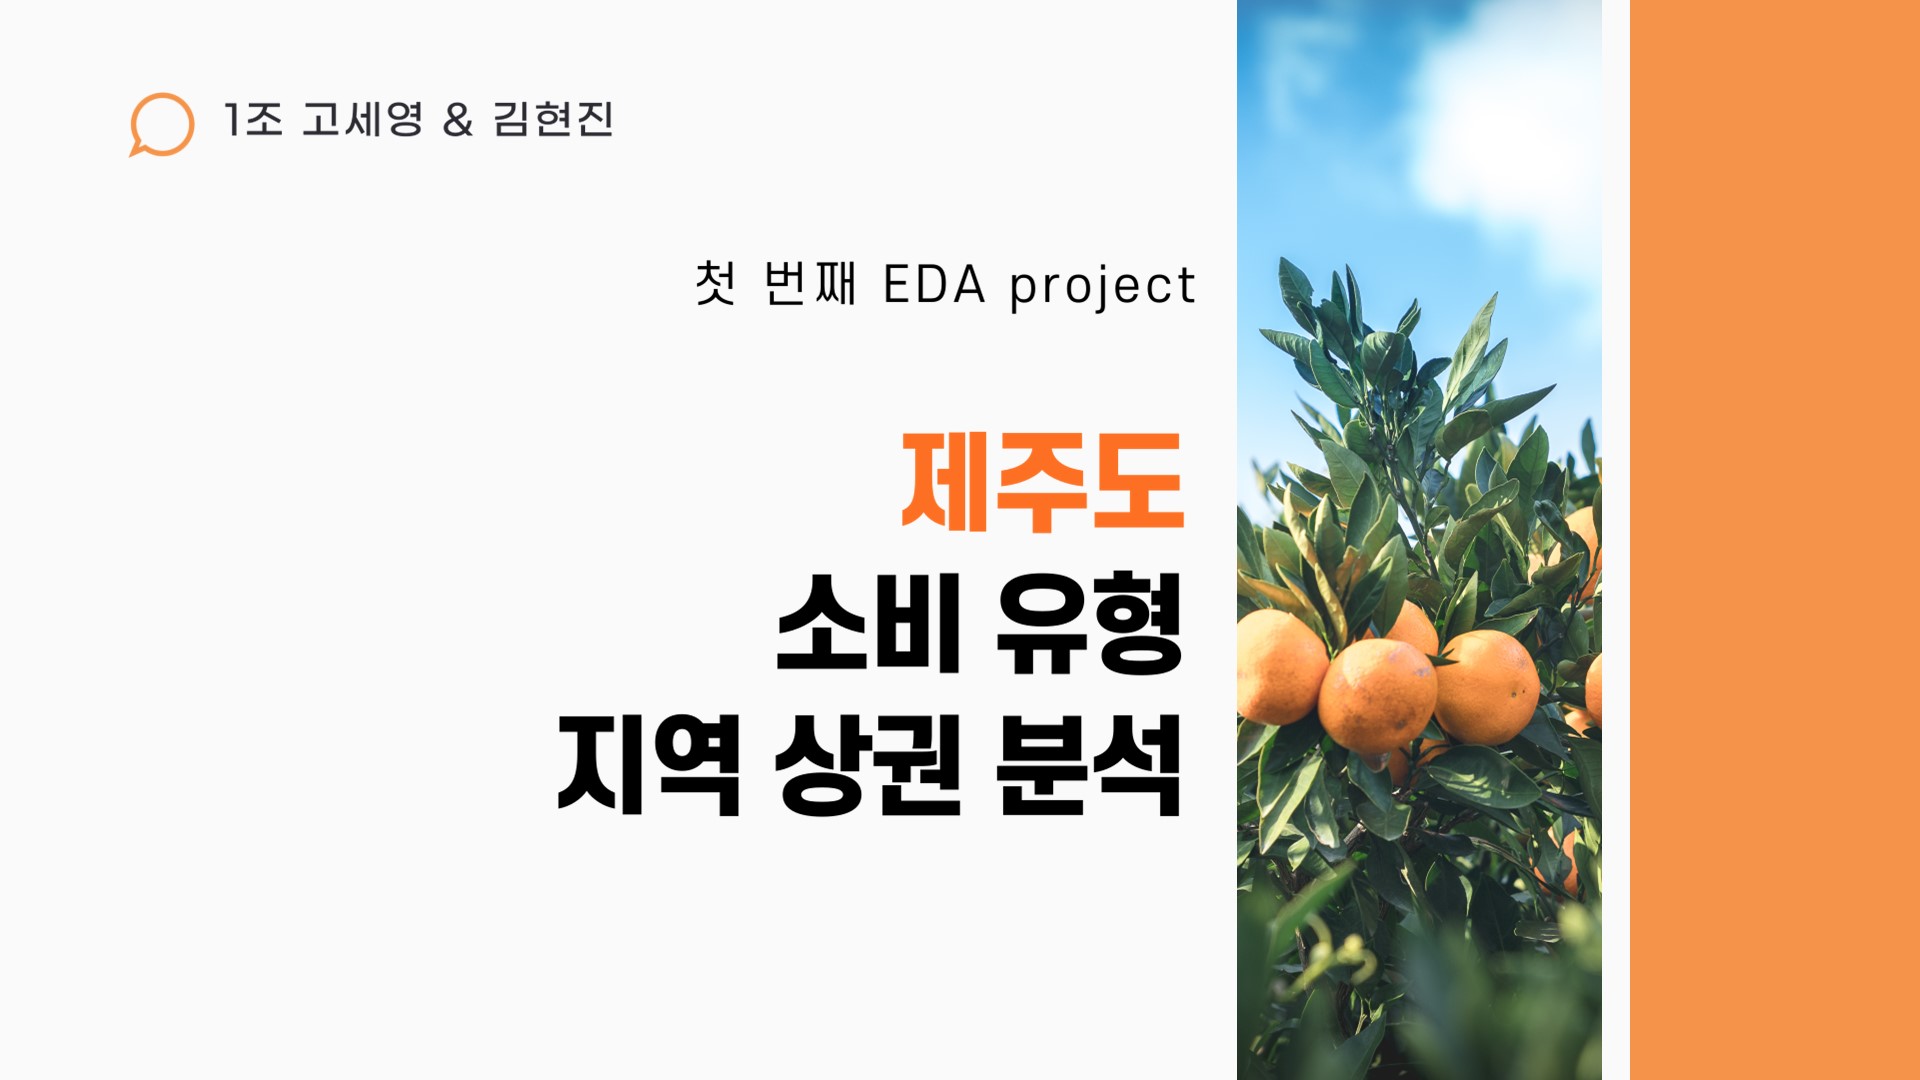 1조 고세영 & 김현진
첫 번째 EDA project
제주도
소비 유형
지역 상권 분석